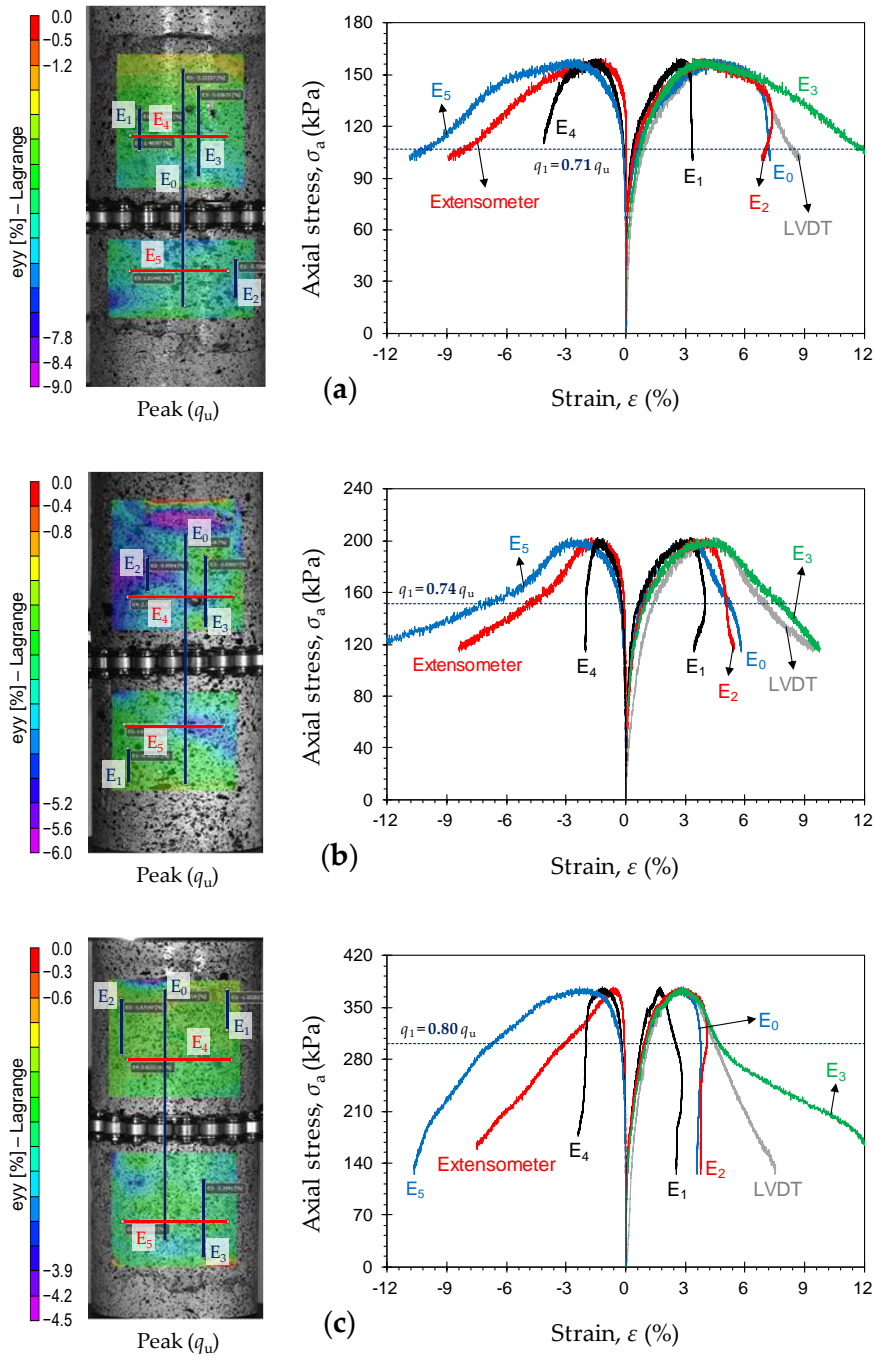 0.0
−0.5
−1.2
−7.8
−8.4
−9.0
eyy [%] – Lagrange
E1
E4
E3
E0
E5
E2
Peak (qu)
(a)
Axial stress, σa (kPa)
210
180
150
120
90
60
30
0
E5
E4
E3
q1=0.71 qu
E1
Extensometer
E2
E0
LVDT
-12 -9 -6 -3 0 3 6 9 12
Strain, ε (%)
0.0
−0.4
−0.8
−5.2
−5.6
−6.0
eyy [%] – Lagrange
E0
E2
E4
E3
E5
E1
Peak (qu)
(b)
Axial stress, σa (kPa)
240
200
160
120
80
40
0
E5
q1=0.74 qu
E3
Extensometer
E4
E1
E0
E2
LVDT
-12 -9 -6 -3 0 3 6 9 12
Strain, ε (%)
0.0
−0.3
−0.6
−3.9
−4.2
−4.5
eyy [%] – Lagrange
E2
E0
E1
E4
E5
E3
Peak (qu)
(c)
Axial stress, σa (kPa)
420
350
280
210
140
70
0
q1=0.80 qu
E0
E3
Extensometer
E4
E5
E1
E2
LVDT
-12 -9 -6 -3 0 3 6 9 12
Strain, ε (%)